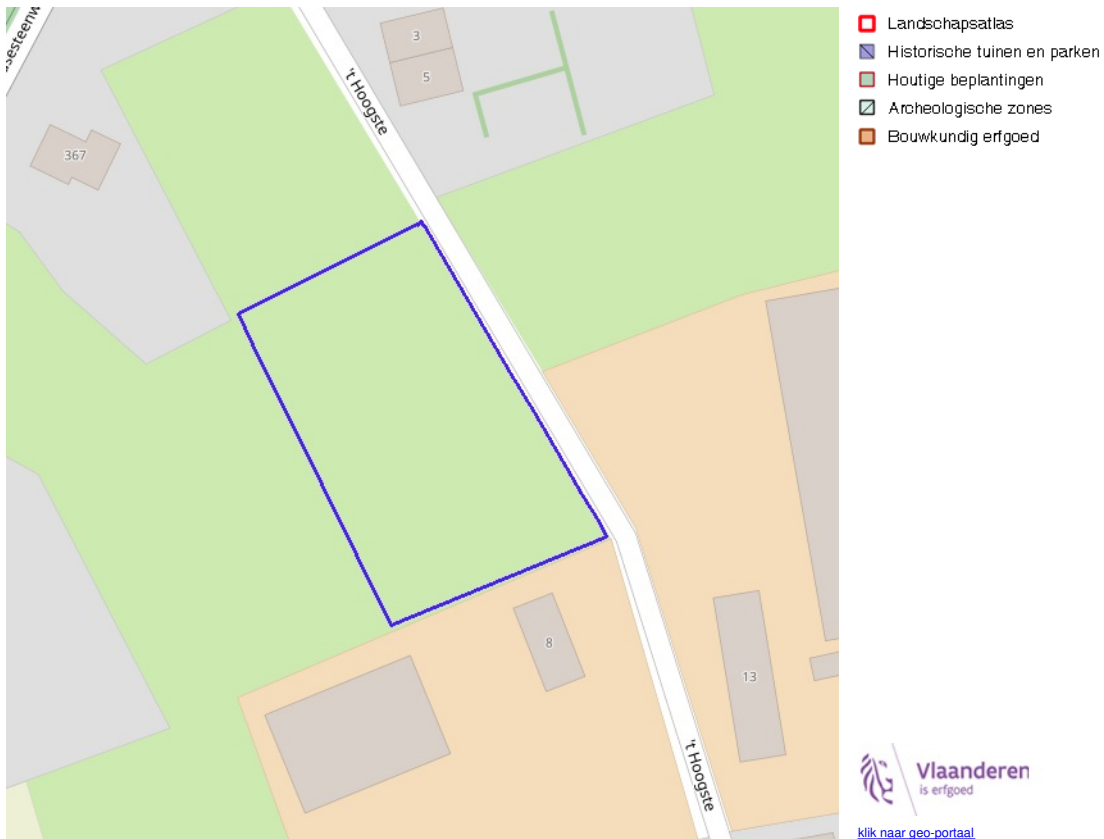 sesteenw
3
5
't Hoogste
367
8
13
't Hoogste
Landschapsatlas
Historische tuinen en parken
Houtige beplantingen
Archeologische zones
Bouwkundig erfgoed
Vlaanderen
is erfgoed
klik naar geo-portaal